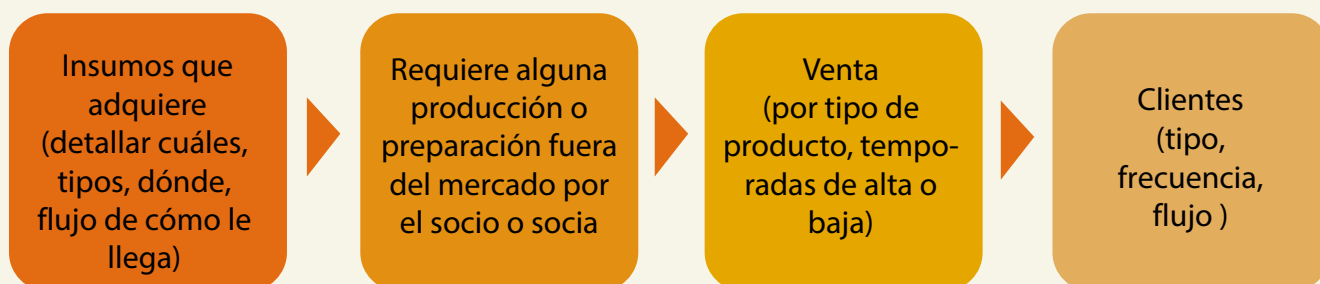 Insumos que
adquiere
(detallar cuáles,
tipos, dónde,
flujo de cómo le
llega)
Requiere alguna
producción o
preparación fuera
del mercado por
el socio o socia
Venta
(por tipo de
producto, tempo-
radas de alta o
baja)
Clientes
(tipo,
frecuencia,
flujo )